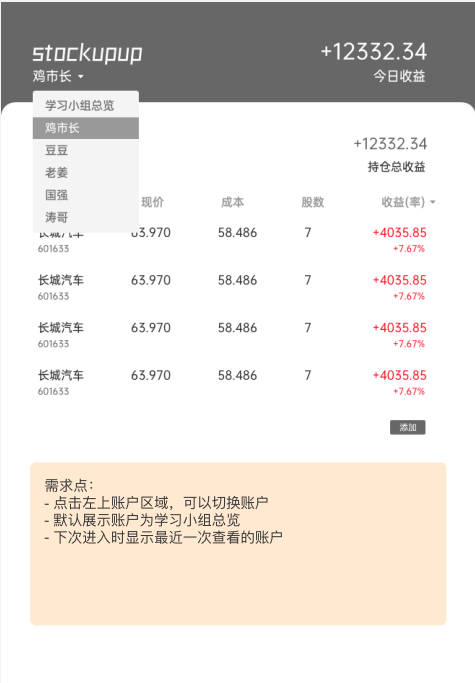 stockupup
+12332.34
鸡市长
今日收益
学习小组总览
鸡市长
豆豆
老姜
国强
涛哥
+12332.34
持仓总收益
现价 成本 股数 收益(率)
长城汽车 63.970 58.486 7 +4035.85
601633 +7.67%
长城汽车 63.970 58.486 7 +4035.85
601633 +7.67%
长城汽车 63.970 58.486 7 +4035.85
601633 +7.67%
长城汽车 63.970 58.486 7 +4035.85
601633 +7.67%
添加
需求点：
- 点击左上账户区域，可以切换账户
- 默认展示账户为学习小组总览
- 下次进入时显示最近一次查看的账户